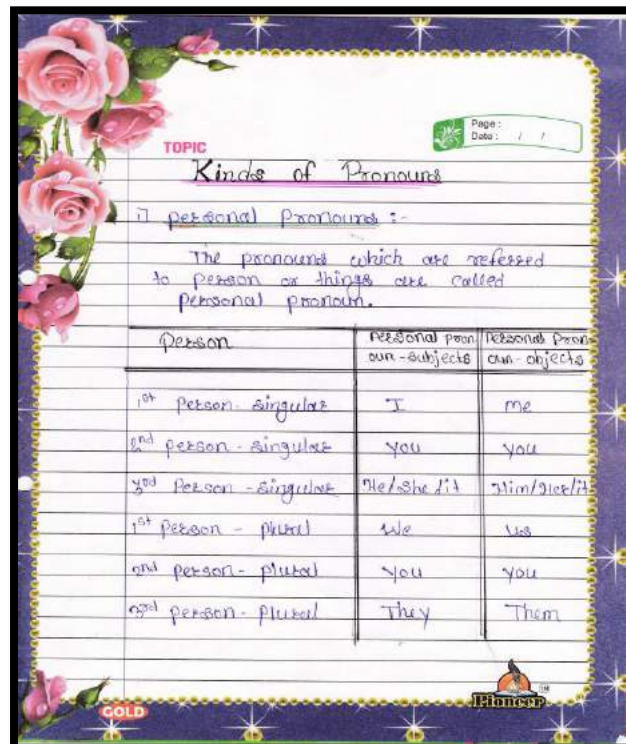 Page :
Date : / /
TOPIC
Kinds of Pronouns
i) personal Pronouns :-
The pronouns which are referred
to person or things are called
personal pronoun.
Person Personal pron Personal Pron
oun-subjects oun-objects
1st Person - singular I me
2nd person - singular you you
3rd Person - singular He/she/it Him/Her/it
1st Person - plural We us
2nd person - plural you you
3rd person - Plural They Them
GOLD
Pioneer